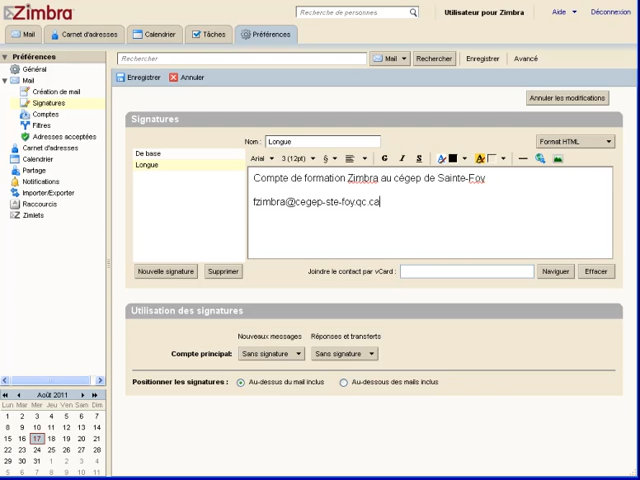 Zimbra
Recherche de personnes
Utilisateur pour Zimbra
Aide
Déconnexion
Mail
Carnet d'adresses
Calendrier
Tâches
Préférences
Préférences
Général
Mail
Création de mail
Signatures
Comptes
Filtres
Adresses acceptées
Carnet d'adresses
Calendrier
Partage
Notifications
Importer/Exporter
Raccourcis
Zimlets
Rechercher
Mail
Rechercher
Enregistrer
Avancé
Enregistrer
Annuler
Annuler les modifications
Signatures
Nom : Longue
Format HTML
De base
Longue
Arial 3 (12pt) § G I S A A
Compte de formation Zimbra au cégep de Sainte-Foy
fzimbra@cegep-ste-foy.qc.ca
Nouvelle signature
Supprimer
Joindre le contact par vCard :
Naviguer
Effacer
Utilisation des signatures
Nouveaux messages
Réponses et transferts
Compte principal: Sans signature Sans signature
Positionner les signatures : Au-dessus du mail inclus Au-dessous des mails inclus
Août 2011
Lun Mar Mer Jeu Ven Sam Dim
1 2 3 4 5 6 7
8 9 10 11 12 13 14
15 16 17 18 19 20 21
22 23 24 25 26 27 28
29 30 31 1 2 3 4
5 6 7 8 9 10 11